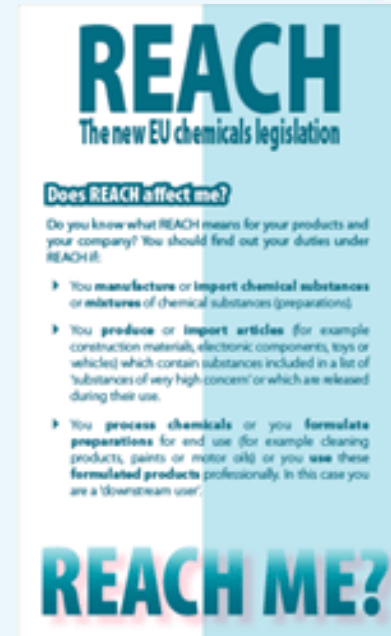 REACH
The new EU chemicals legislation
Does REACH affect me?
Do you know what REACH means for your products and
your company? You should find out your duties under
REACH if:
You manufacture or import chemical substances
or mixtures of chemical substances (preparations).
You produce or import articles (for example
construction materials, electronic components, toys or
vehicles) which contain substances included in a list of
'substances of very high concern' or which are released
during their use.
You process chemicals or you formulate
preparations for end use (for example cleaning
products, paints or motor oils) or you use these
formulated products professionally. In this case you
are a 'downstream user'.
REACH ME?